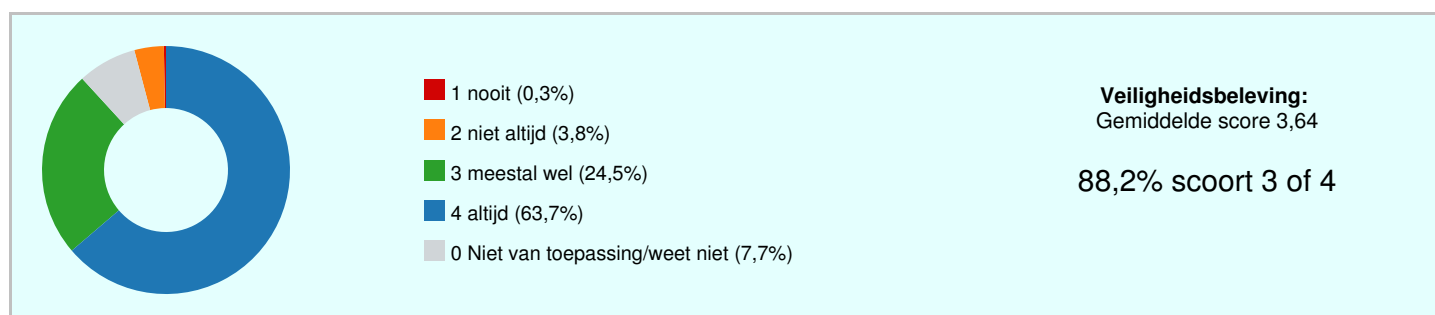 1 nooit (0,3%)
2 niet altijd (3,8%)
3 meestal wel (24,5%)
4 altijd (63,7%)
0 Niet van toepassing/weet niet (7,7%)
Veiligheidsbeleving:
Gemiddelde score 3,64
88,2% scoort 3 of 4